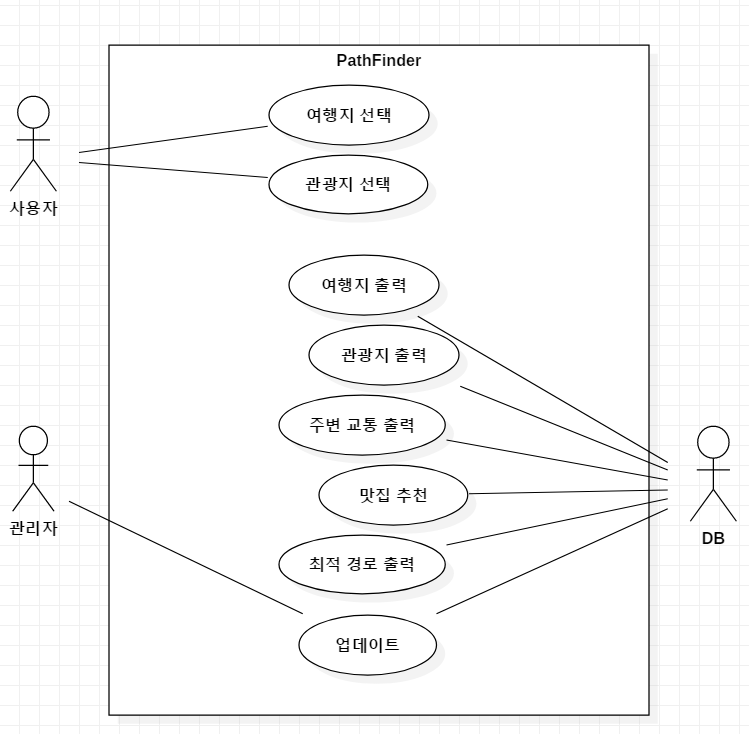 PathFinder
여행지 선택
관광지 선택
사용자
여행지 출력
관광지 출력
주변 교통 출력
맛집 추천
최적 경로 출력
업데이트
관리자
DB